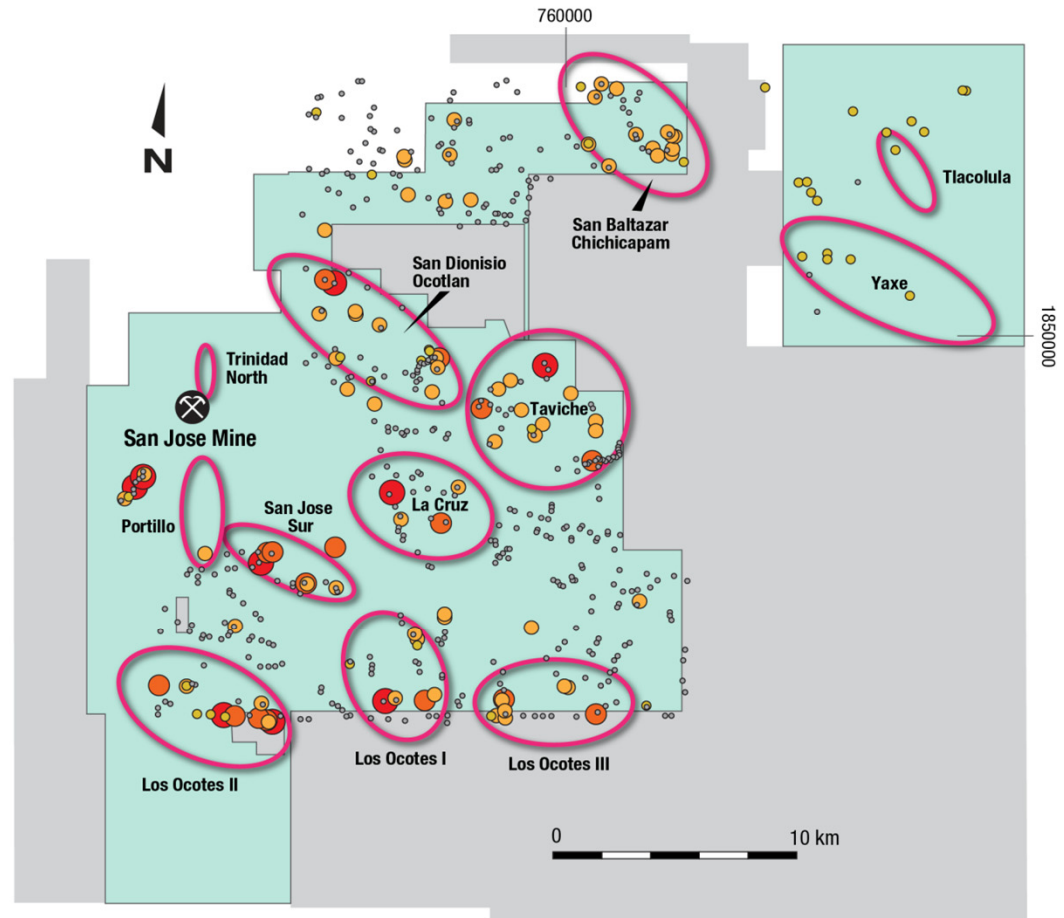 760000
N
San Baltazar
Chichicapam
Tlacolula
Yaxe
San Dionisio
Ocotlan
1850000
Trinidad
North
San Jose Mine
Taviche
Portillo
San Jose
Sur
La Cruz
Los Ocotes II
Los Ocotes I
Los Ocotes III
0
10 km